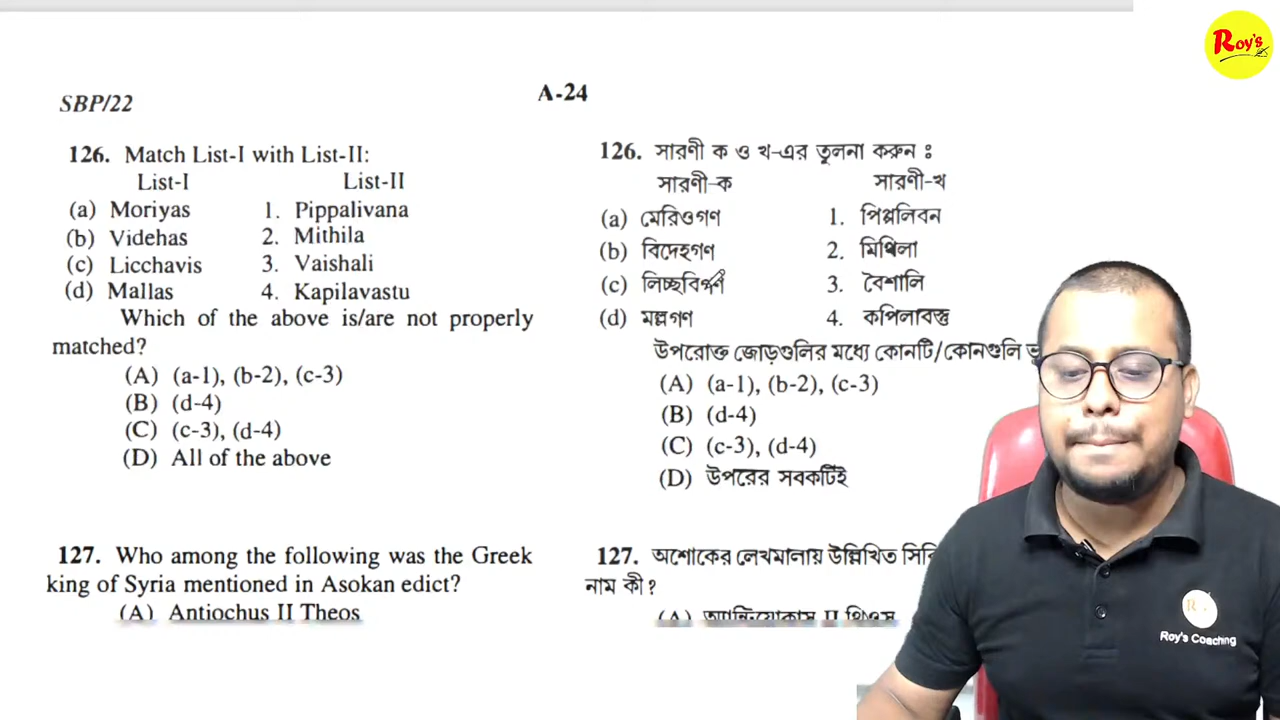 Roy's
SBP/22
A-24
126. Match List-I with List-II:
List-I List-II
(a) Moriyas 1. Pippalivana
(b) Videhas 2. Mithila
(c) Licchavis 3. Vaishali
(d) Mallas 4. Kapilavastu
Which of the above is/are not properly
matched?
(A) (a-1), (b-2), (c-3)
(B) (d-4)
(C) (c-3), (d-4)
(D) All of the above
127. Who among the following was the Greek
king of Syria mentioned in Asokan edict?
(A) Antiochus II Theos
126. সারণী ক ও খ-এর তুলনা করুন ঃ
সারণী-ক সারণী-খ
(a) মেরিওগণ 1. পিপ্পলিবন
(b) বিদেহগণ 2. মিথিলা
(c) লিচ্ছবিগণ 3. বৈশালি
(d) মল্লগণ 4. কপিলাবস্তু
উপরোক্ত জোড়গুলির মধ্যে কোনটি/কোনগুলি
(A) (a-1), (b-2), (c-3)
(B) (d-4)
(C) (c-3), (d-4)
(D) উপরের সবকটিই
127. অশোকের লেখমালায় উল্লিখিত
নাম কী?
(A) অ্যান্টিয়োকাস II থিওস
Roy's Coaching